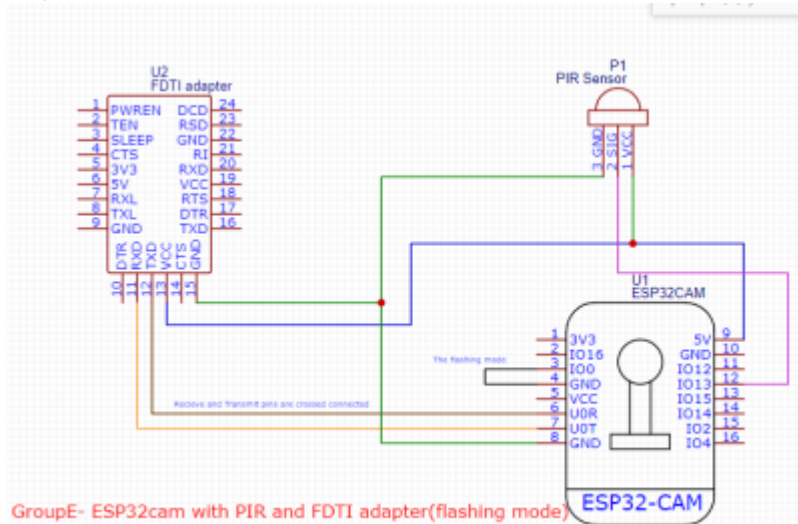 U2
FDTI adapter
1 PWREN DCD 24
2 TEN RSD 23
3 SLEEP GND 22
4 CTS RI 21
5 3V3 RXD 20
6 5V VCC 19
7 RXL RTS 18
8 TXL DTR 17
9 GND TXD 16
DTR RXD TXD VCC CTS GND
10 11 12 13 14 15
P1
PIR Sensor
3 GND
2 SIG
1 VCC
U1
ESP32CAM
1 3V3 5V 9
2 IO16 GND 10
3 IO0 IO12 11
4 GND IO13 12
5 VCC IO15 13
6 U0R IO14 14
7 U0T IO2 15
8 GND IO4 16
The flashing mode
Recieve and Transmit pins are crossed connected
ESP32-CAM
GroupE- ESP32cam with PIR and FDTI adapter(flashing mode)